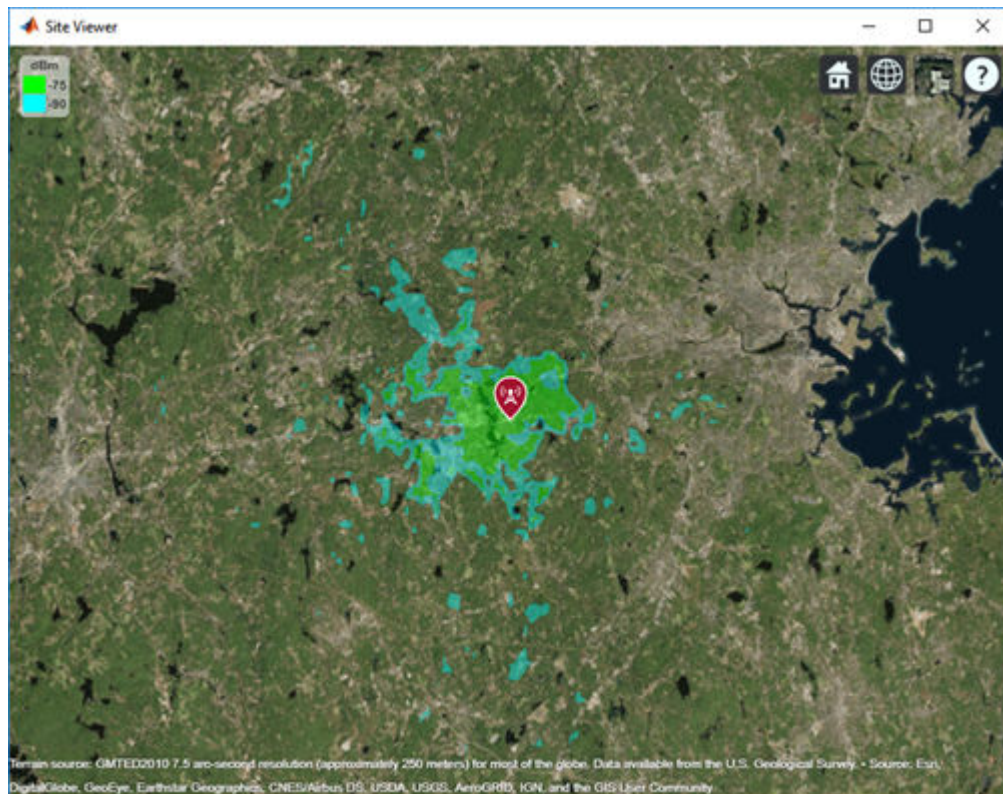 Site Viewer
dBm
-75
-90
?
Terrain source: GMTED2010 7.5 arc-second resolution (approximately 250 meters) for most of the globe. Data available from the U.S. Geological Survey. • Source: Esri,
DigitalGlobe, GeoEye, Earthstar Geographics, CNES/Airbus DS, USDA, USGS, AeroGRID, IGN, and the GIS User Community